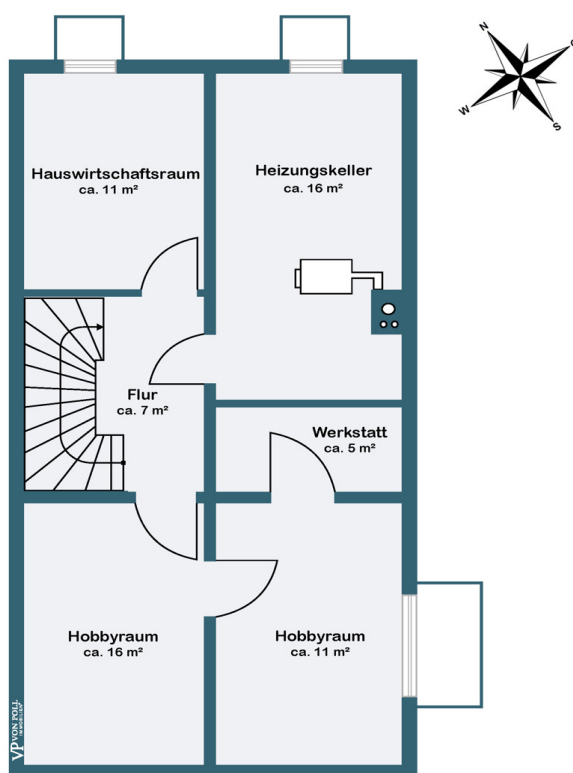 N
O
W
S
Hauswirtschaftsraum
ca. 11 m²
Heizungskeller
ca. 16 m²
Flur
ca. 7 m²
Werkstatt
ca. 5 m²
Hobbyraum
ca. 16 m²
Hobbyraum
ca. 11 m²
VP VON POLL
IMMOBILIEN